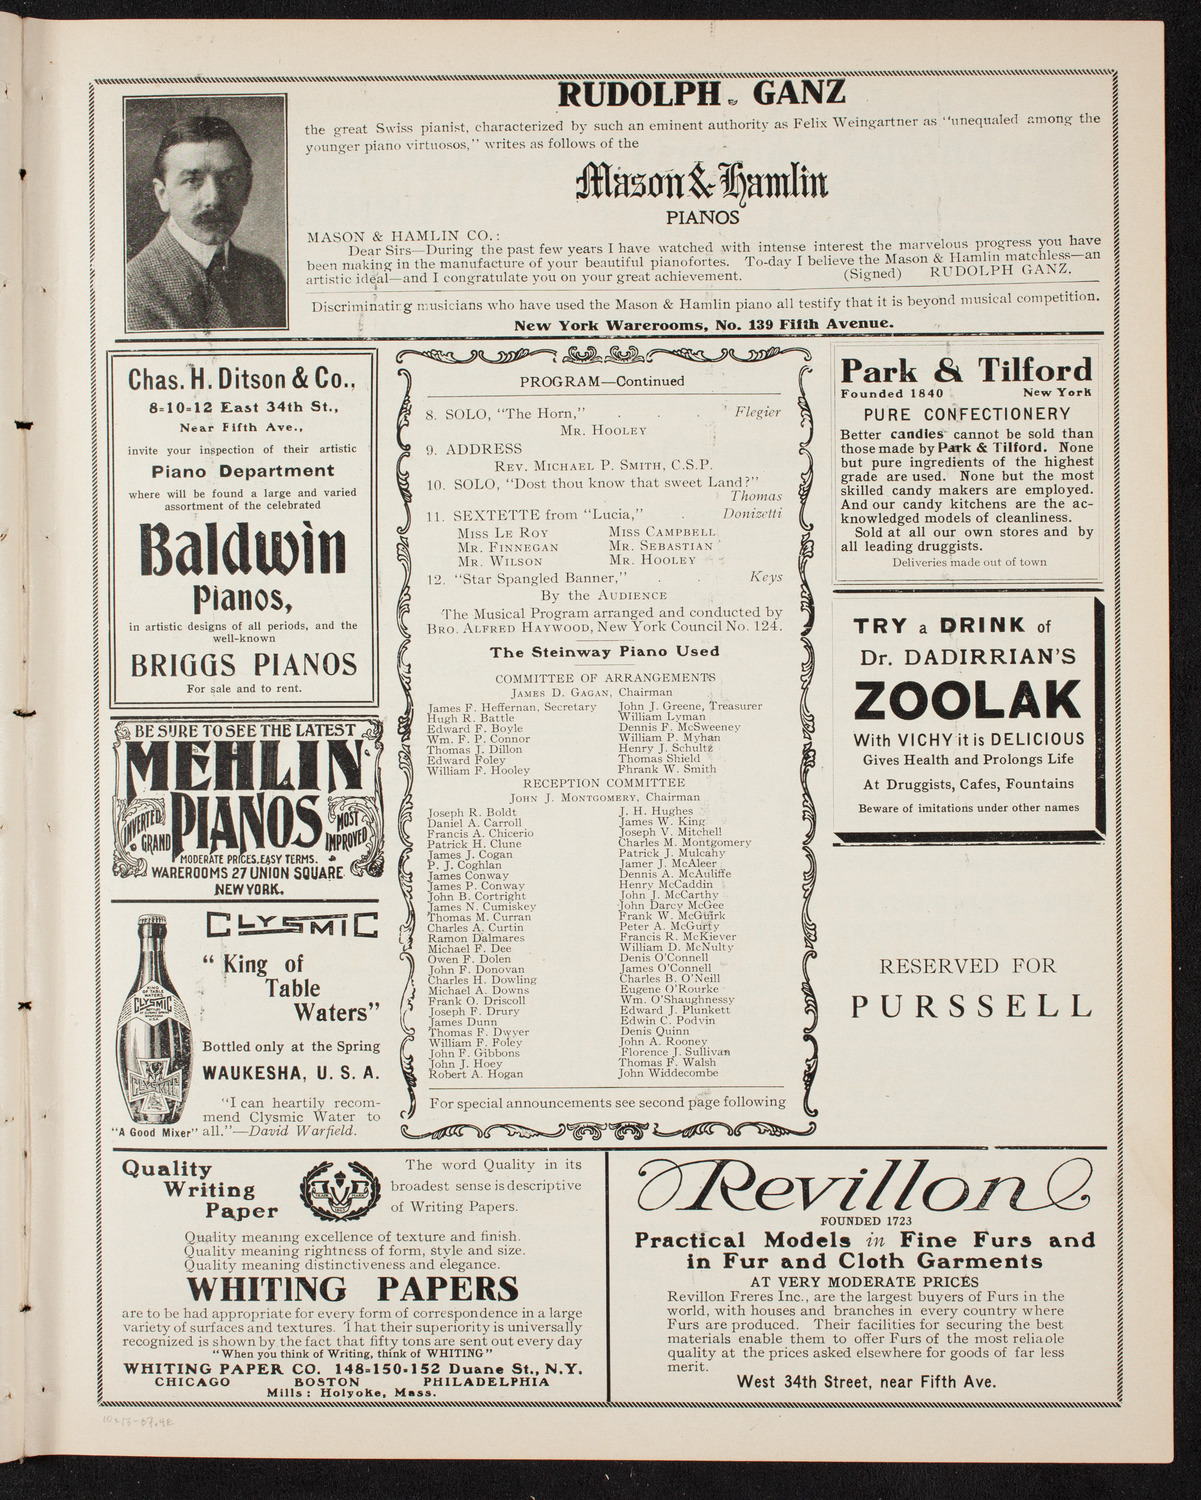 RUDOLPH GANZ
the great Swiss pianist, characterized by such an eminent authority as Felix Weingartner as "unequaled among the
younger piano virtuosos," writes as follows of the
Mason & Hamlin
PIANOS
MASON & HAMLIN CO.:
Dear Sirs—During the past few years I have watched with intense interest the marvelous progress you have
been making in the manufacture of your beautiful pianofortes. To-day I believe the Mason & Hamlin matchless—an
artistic ideal—and I congratulate you on your great achievement. (Signed) RUDOLPH GANZ.
Discriminating musicians who have used the Mason & Hamlin piano all testify that it is beyond musical competition.
New York Warerooms, No. 139 Fifth Avenue.
Chas. H. Ditson & Co.,
8=10=12 East 34th St.,
Near Fifth Ave.,
invite your inspection of their artistic
Piano Department
where will be found a large and varied
assortment of the celebrated
Baldwin
Pianos,
in artistic designs of all periods, and the
well-known
BRIGGS PIANOS
For sale and to rent.
BE SURE TO SEE THE LATEST
MEHLIN
PIANOS
INVERTED GRAND
MOST IMPROVED
MODERATE PRICES. EASY TERMS.
WAREROOMS 27 UNION SQUARE
NEW YORK.
CLYSMIC
"King of
Table
Waters"
Bottled only at the Spring
WAUKESHA, U. S. A.
"I can heartily recom-
mend Clysmic Water to
all."—David Warfield.
"A Good Mixer"
KING OF TABLE WATERS
CLYSMIC
CLYSMIC
PROGRAM—Continued
8. SOLO, "The Horn," . . . Flegier
MR. HOOLEY
9. ADDRESS
REV. MICHAEL P. SMITH, C.S.P.
10. SOLO, "Dost thou know that sweet Land?"
Thomas
11. SEXTETTE from "Lucia," . Donizetti
MISS LE ROY MISS CAMPBELL
MR. FINNEGAN MR. SEBASTIAN
MR. WILSON MR. HOOLEY
12. "Star Spangled Banner," . . Keys
By the AUDIENCE
The Musical Program arranged and conducted by
BRO. ALFRED HAYWOOD, New York Council No. 124.
The Steinway Piano Used
COMMITTEE OF ARRANGEMENTS
JAMES D. GAGAN, Chairman
James F. Heffernan, Secretary John J. Greene, Treasurer
Hugh R. Battle William Lyman
Edward F. Boyle Dennis F. McSweeney
Wm. F. P. Connor William P. Myhan
Thomas J. Dillon Henry J. Schultz
Edward Foley Thomas Shield
William F. Hooley Fhrank W. Smith
RECEPTION COMMITTEE
JOHN J. MONTGOMERY, Chairman
Joseph R. Boldt J. H. Hughes
Daniel A. Carroll James W. King
Francis A. Chicerio Joseph V. Mitchell
Patrick H. Clune Charles M. Montgomery
James J. Cogan Patrick J. Mulcahy
P. J. Coghlan Jamer J. McAleer
James Conway Dennis A. McAuliffe
James P. Conway Henry McCaddin
John B. Cortright John J. McCarthy
James N. Cumiskey John Darcy McGee
Thomas M. Curran Frank W. McGuirk
Charles A. Curtin Peter A. McGurty
Ramon Dalmares Francis R. McKiever
Michael F. Dee William D. McNulty
Owen F. Dolen Denis O'Connell
John F. Donovan James O'Connell
Charles H. Dowling Charles B. O'Neill
Michael A. Downs Eugene O'Rourke
Frank O. Driscoll Wm. O'Shaughnessy
Joseph F. Drury Edward J. Plunkett
James Dunn Edwin C. Podvin
Thomas F. Dwyer Denis Quinn
William F. Foley John A. Rooney
John F. Gibbons Florence J. Sullivan
John J. Hoey Thomas F. Walsh
Robert A. Hogan John Widdecombe
For special announcements see second page following
Park & Tilford
Founded 1840 New York
PURE CONFECTIONERY
Better candies cannot be sold than
those made by Park & Tilford. None
but pure ingredients of the highest
grade are used. None but the most
skilled candy makers are employed.
And our candy kitchens are the ac-
knowledged models of cleanliness.
Sold at all our own stores and by
all leading druggists.
Deliveries made out of town
TRY a DRINK of
Dr. DADIRRIAN'S
ZOOLAK
With VICHY it is DELICIOUS
Gives Health and Prolongs Life
At Druggists, Cafes, Fountains
Beware of imitations under other names
RESERVED FOR
PURSSELL
Quality
Writing
Paper
The word Quality in its
broadest sense is descriptive
of Writing Papers.
Quality meaning excellence of texture and finish.
Quality meaning rightness of form, style and size.
Quality meaning distinctiveness and elegance.
WHITING PAPERS
are to be had appropriate for every form of correspondence in a large
variety of surfaces and textures. That their superiority is universally
recognized is shown by the fact that fifty tons are sent out every day
"When you think of Writing, think of WHITING"
WHITING PAPER CO. 148=150=152 Duane St., N.Y.
CHICAGO BOSTON PHILADELPHIA
Mills: Holyoke, Mass.
Revillon
FOUNDED 1723
Practical Models in Fine Furs and
in Fur and Cloth Garments
AT VERY MODERATE PRICES
Revillon Freres Inc., are the largest buyers of Furs in the
world, with houses and branches in every country where
Furs are produced. Their facilities for securing the best
materials enable them to offer Furs of the most reliable
quality at the prices asked elsewhere for goods of far less
merit.
West 34th Street, near Fifth Ave.